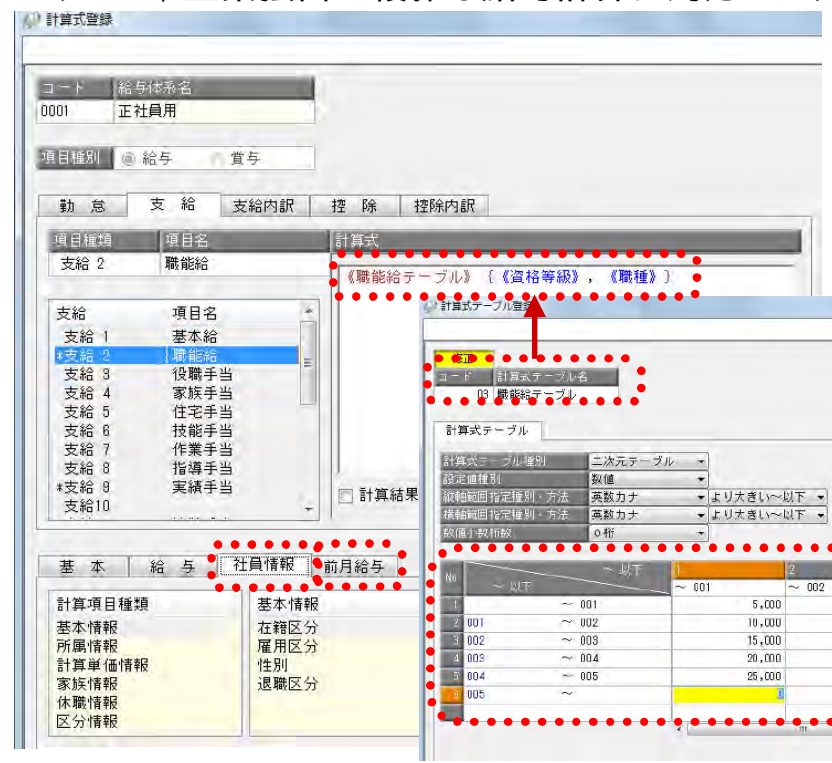 計算式登録
コード 給与体系名
0001 正社員用
項目種別 給与 賞与
勤 怠 支 給 支給内訳 控 除 控除内訳
項目種類 項目名 計算式
支給 2 職能給
《職能給テーブル》 {《資格等級》, 《職種》}
支給 項目名
支給 1 基本給
*支給 2 職能給
支給 3 役職手当
支給 4 家族手当
支給 5 住宅手当
支給 6 技能手当
支給 7 作業手当
支給 8 指導手当
*支給 9 実績手当
支給10
計算結果
基 本 給 与 社員情報 前月給与
計算項目種類 基本情報
基本情報 在籍区分
所属情報 雇用区分
計算単価情報 性別
家族情報 退職区分
休職情報
区分情報
計算式テーブル登録
修正
コード 計算式テーブル名
03 職能給テーブル
計算式テーブル
計算式テーブル種別 二次元テーブル
設定値種別 数値
縦軸範囲指定種別・方法 英数カナ より大きい~以下
横軸範囲指定種別・方法 英数カナ より大きい~以下
数値小数桁数 0桁
No ~ 以下 ~ 以下 1 2
~ 001 ~ 002
1 ~ 001 5,000
2 001 ~ 002 10,000
3 002 ~ 003 15,000
4 003 ~ 004 20,000
5 004 ~ 005 25,000
6 005 ~ 0